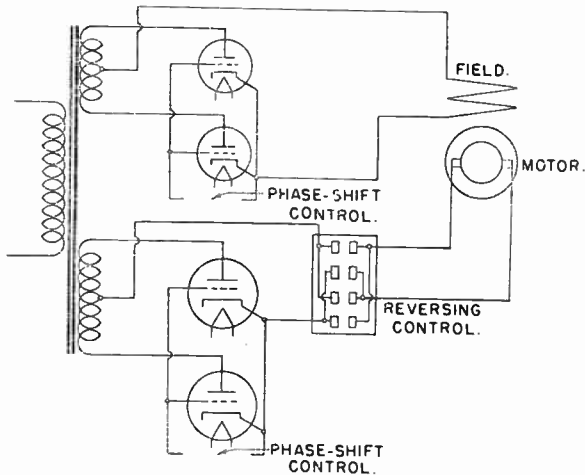 FIELD.
MOTOR.
PHASE-SHIFT
CONTROL.
REVERSING
CONTROL.
PHASE-SHIFT
CONTROL.